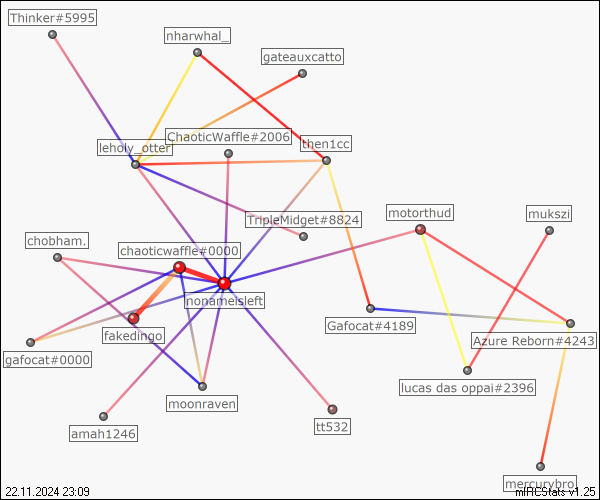 Thinker#5995
nharwhal_
gateauxcatto
ChaoticWaffle#2006
leholy_otter
then1cc
TripleMidget#8824
motorthud
mukszi
chobham.
chaoticwaffle#0000
nonameisleft
fakedingo
Gafocat#4189
Azure Reborn#4243
gafocat#0000
lucas das oppai#2396
moonraven
amah1246
tt532
mercurybro
22.11.2024 23:09
mIRCStats v1.25